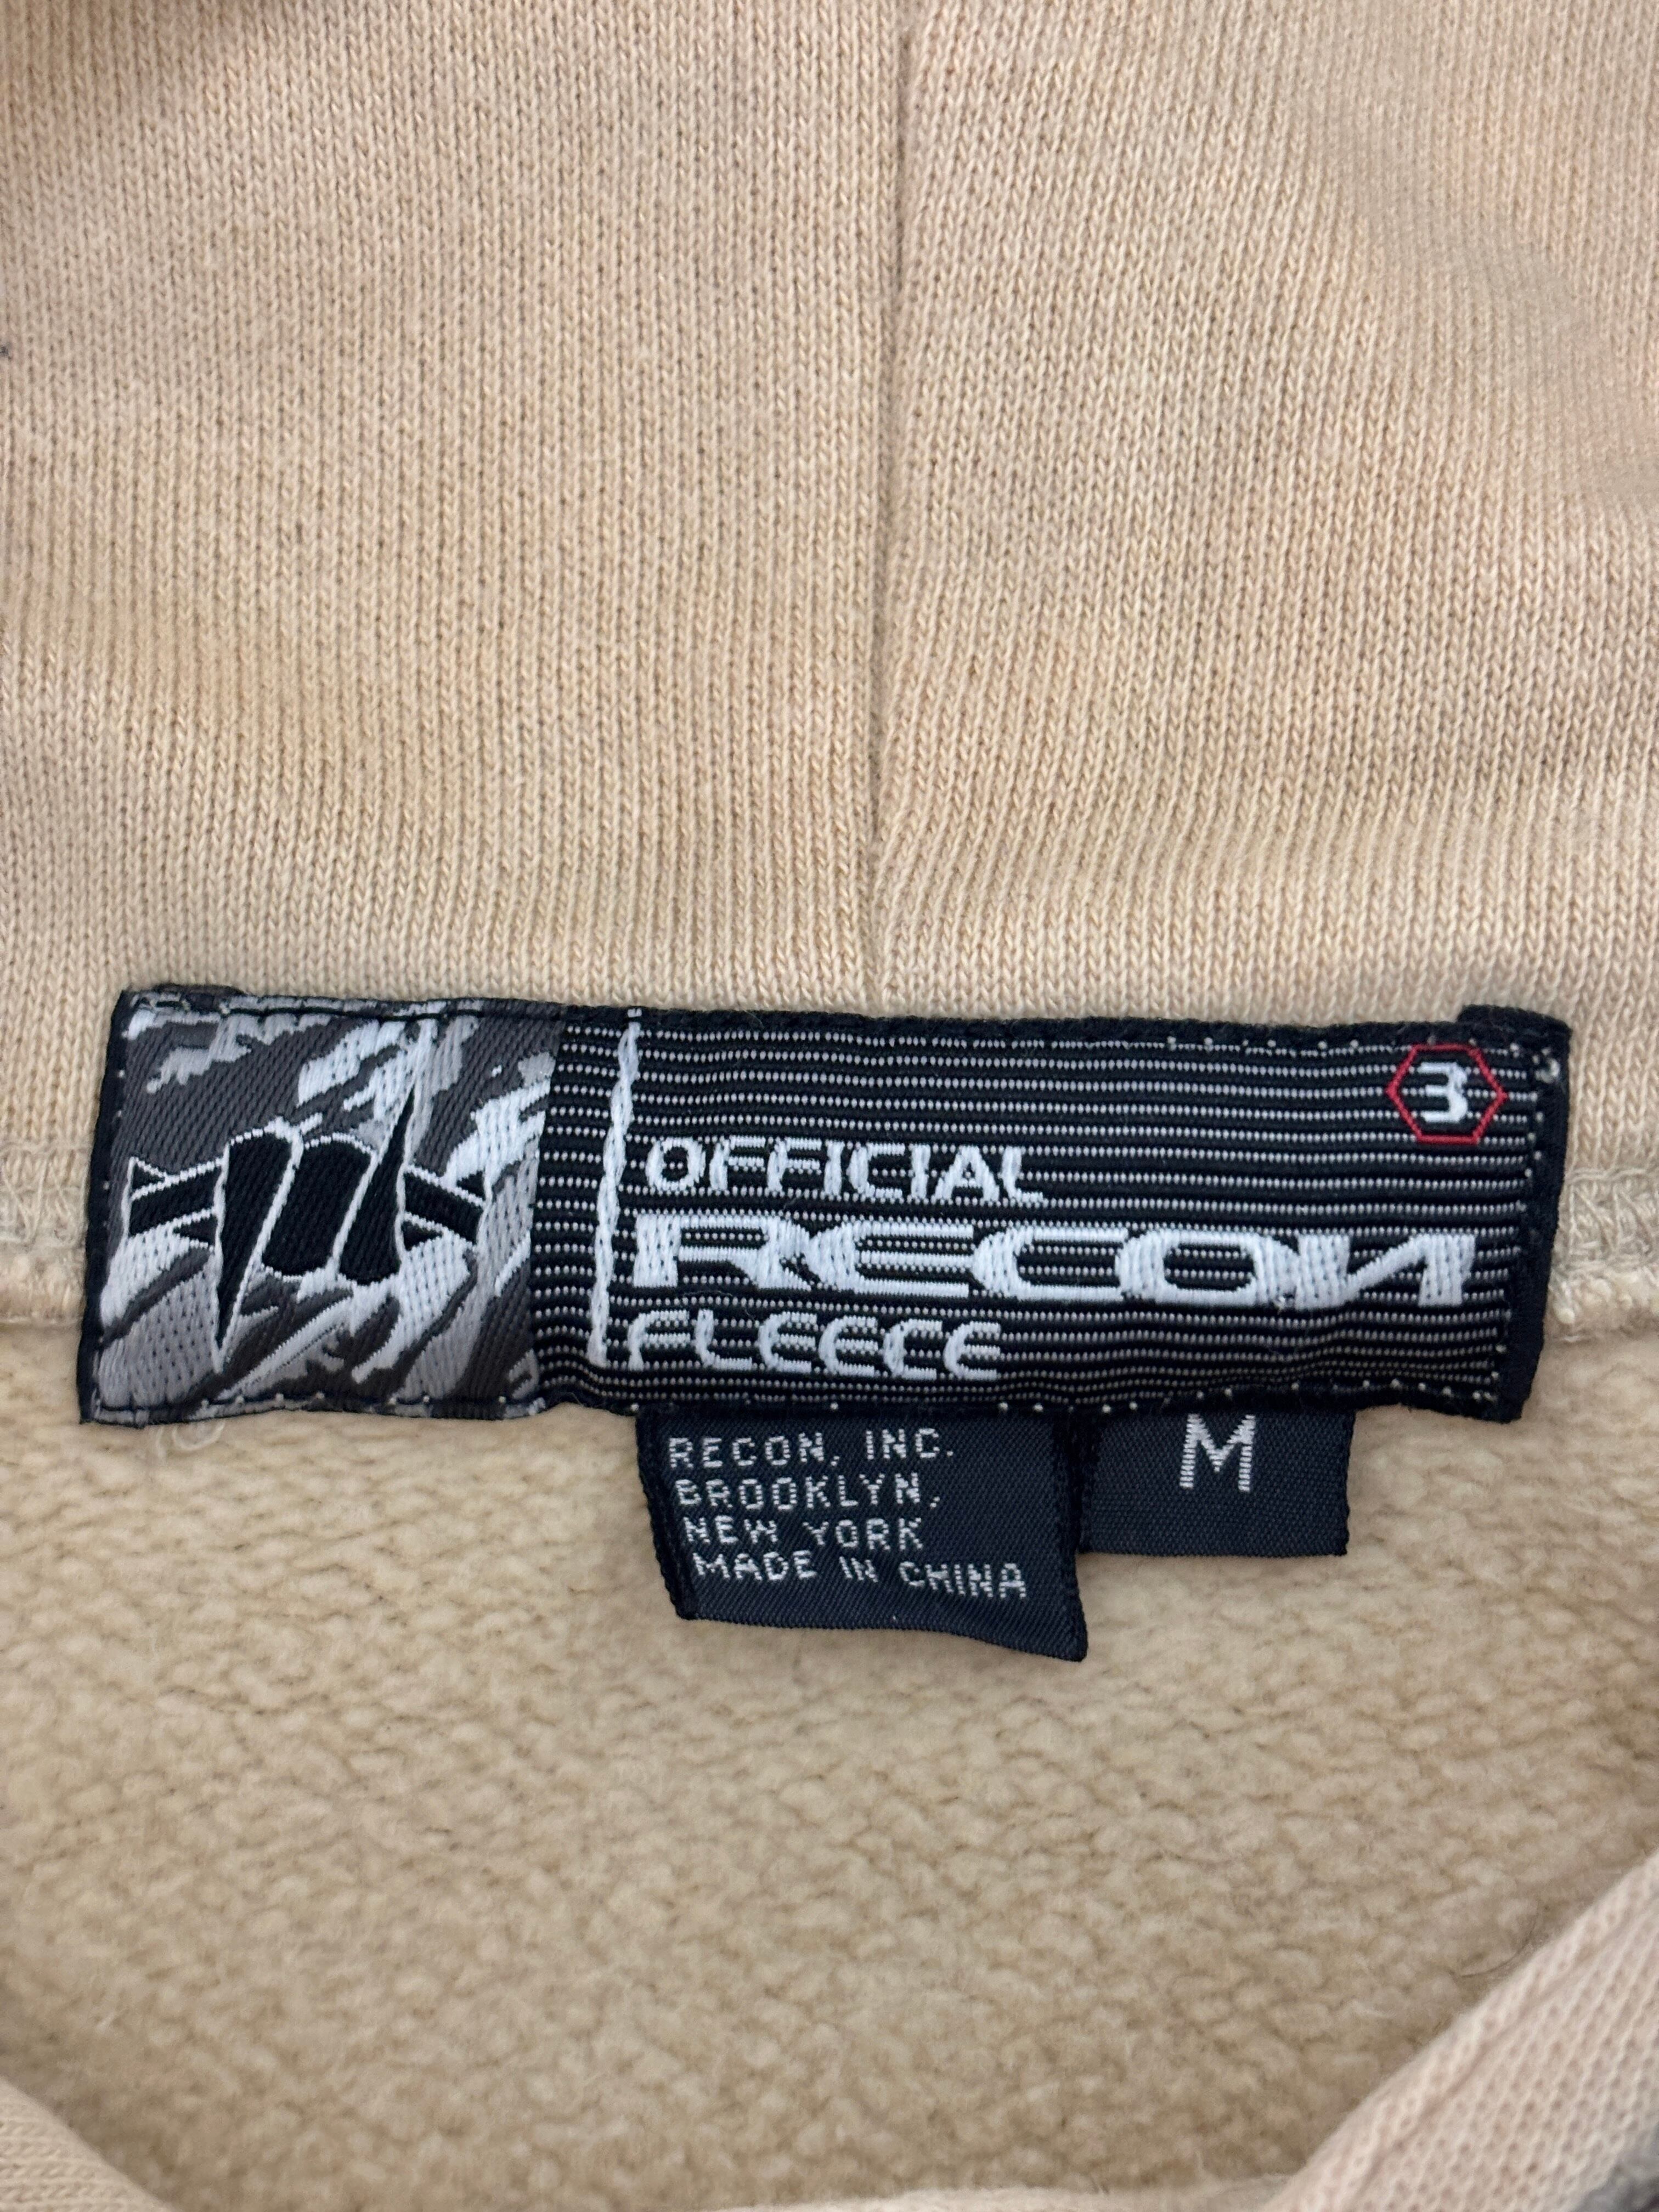 3
OFFICIAL
RECON
FLEECE
RECON, INC.
BROOKLYN,
NEW YORK
MADE IN CHINA
M